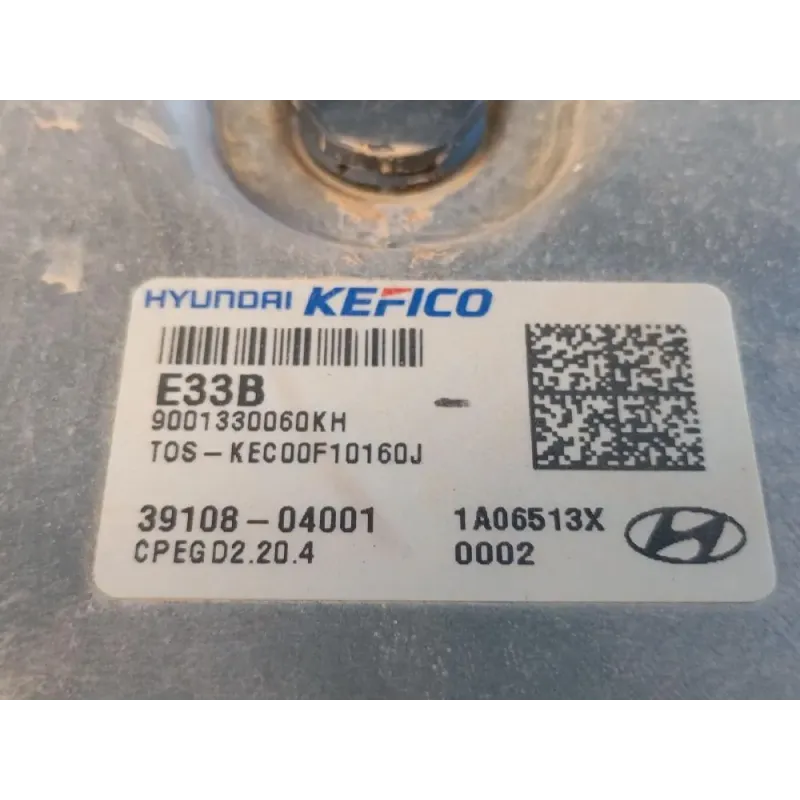 HYUNDAI KEFICO
E33B
9001330060KH
TOS-KEC00F10160J
39108-04001 1A06513X
CPEGD2.20.4 0002